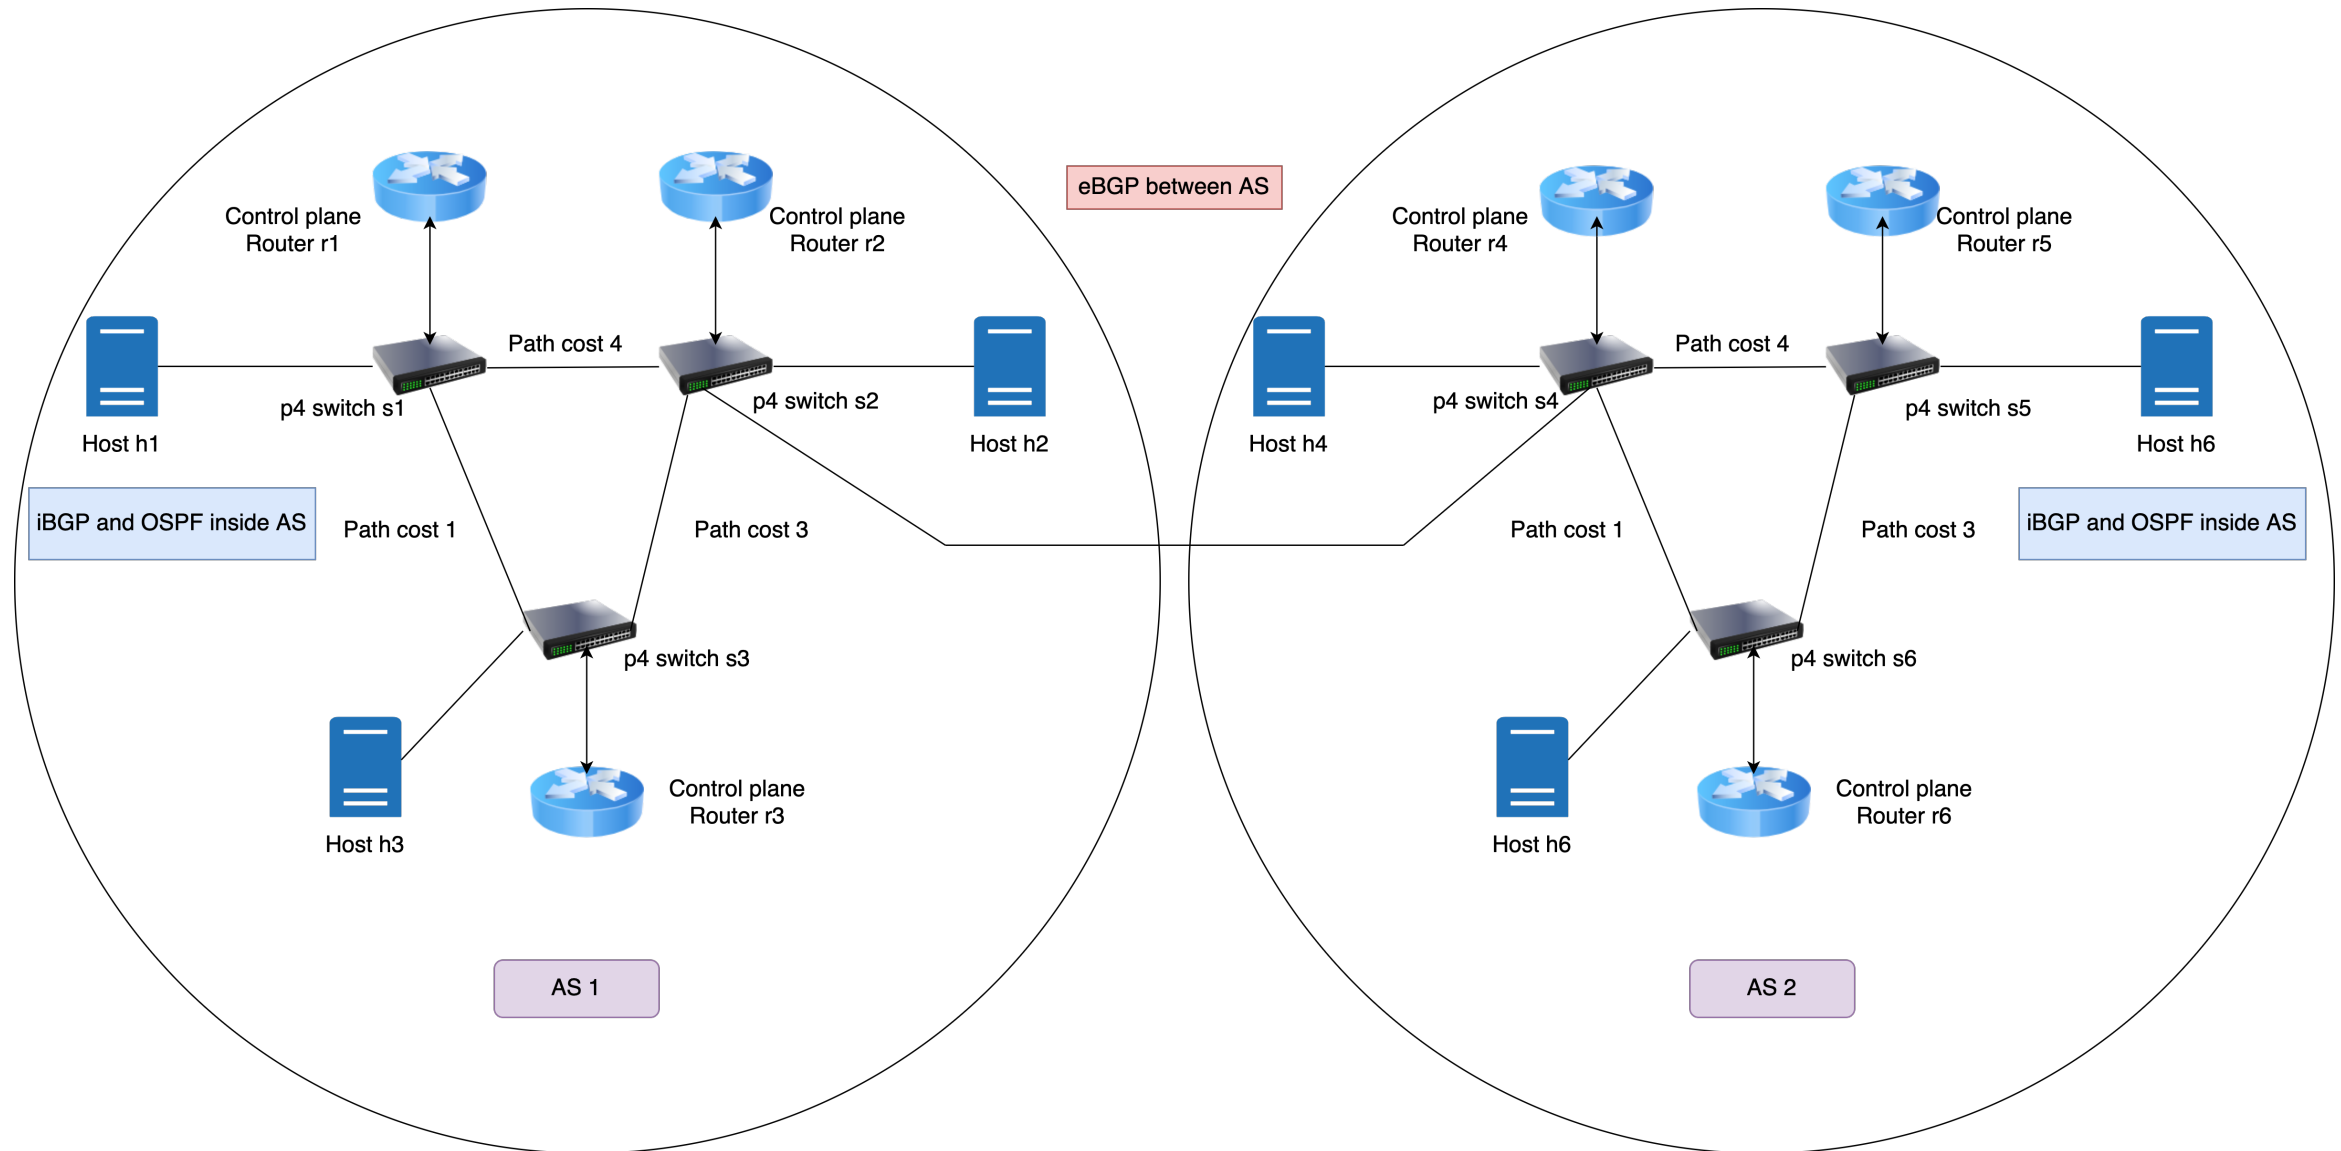 eBGP between AS
Control plane
Router r1
Control plane
Router r2
Path cost 4
p4 switch s1
p4 switch s2
Host h1
Host h2
iBGP and OSPF inside AS
Path cost 1
Path cost 3
p4 switch s3
Control plane
Router r3
Host h3
AS 1
Control plane
Router r4
Control plane
Router r5
Path cost 4
p4 switch s4
p4 switch s5
Host h4
Host h6
Path cost 1
Path cost 3
iBGP and OSPF inside AS
p4 switch s6
Control plane
Router r6
Host h6
AS 2